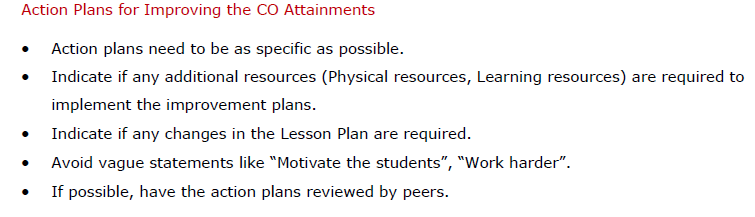 Action Plans for Improving the CO Attainments
• Action plans need to be as specific as possible.
• Indicate if any additional resources (Physical resources, Learning resources) are required to
implement the improvement plans.
• Indicate if any changes in the Lesson Plan are required.
• Avoid vague statements like “Motivate the students”, “Work harder”.
• If possible, have the action plans reviewed by peers.